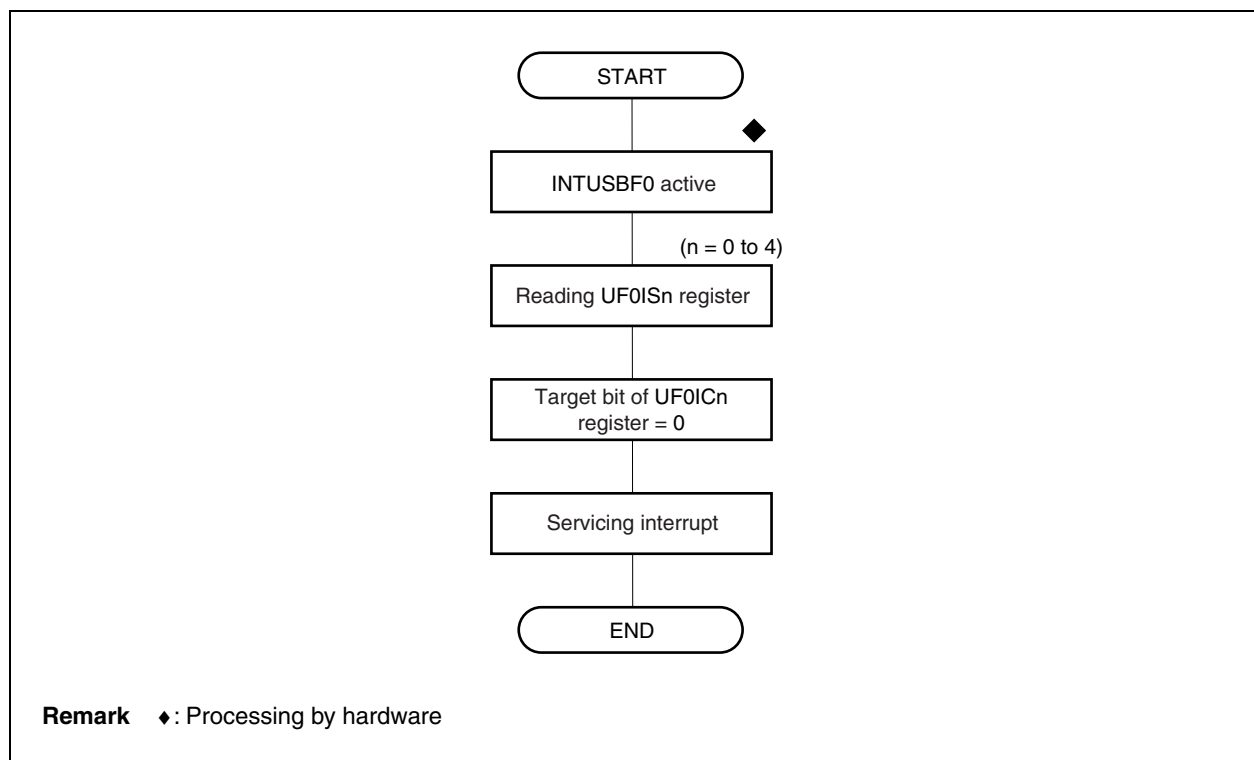 START
◆
INTUSBF0 active
(n = 0 to 4)
Reading UF0ISn register
Target bit of UF0ICn
register = 0
Servicing interrupt
END
Remark ♦: Processing by hardware